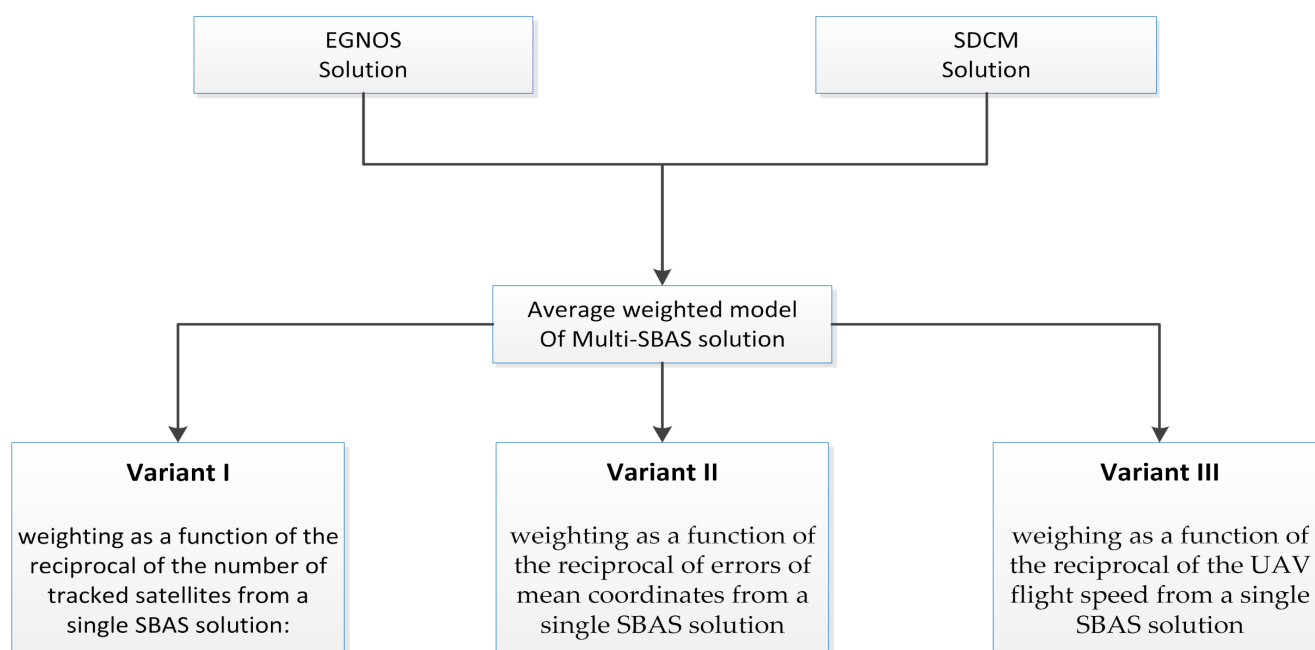 EGNOS
Solution
SDCM
Solution
Average weighted model
Of Multi-SBAS solution
Variant I
weighting as a function of the
reciprocal of the number of
tracked satellites from a
single SBAS solution:
Variant II
weighting as a function of
the reciprocal of errors of
mean coordinates from a
single SBAS solution
Variant III
weighing as a function of
the reciprocal of the UAV
flight speed from a single
SBAS solution